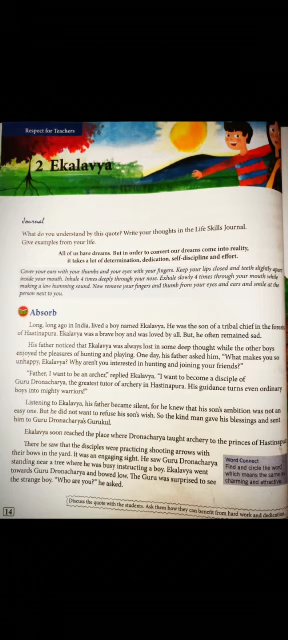 Respect for Teachers
2 Ekalavya
Journal
What do you understand by this quote? Write your thoughts in the Life Skills Journal.
Give examples from your life.
All of us have dreams. But in order to convert our dreams come into reality,
it takes a lot of determination, dedication, self-discipline and effort.
Cover your ears with your thumbs and your eyes with your fingers. Keep your lips closed and teeth slightly apart
inside your mouth. Inhale 4 times deeply through your nose. Exhale slowly 4 times through your mouth while
making a low humming sound. Now remove your fingers and thumb from your eyes and ears and smile at the
person next to you.
Absorb
Long, long ago in India, lived a boy named Ekalavya. He was the son of a tribal chief in the forests
of Hastinapura. Ekalavya was a brave boy and was loved by all. But, he often remained sad.
His father noticed that Ekalavya was always lost in some deep thought while the other boys
enjoyed the pleasures of hunting and playing. One day, his father asked him, "What makes you so
unhappy, Ekalavya? Why aren't you interested in hunting and joining your friends?"
"Father, I want to be an archer," replied Ekalavya. "I want to become a disciple of
Guru Dronacharya, the greatest tutor of archery in Hastinapura. His guidance turns even ordinary
boys into mighty warriors!"
Listening to Ekalavya, his father became silent, for he knew that his son's ambition was not an
easy one. But he did not want to refuse his son's wish. So the kind man gave his blessings and sent
him to Guru Dronacharya's Gurukul.
Ekalavya soon reached the place where Dronacharya taught archery to the princes of Hastinapur
There he saw that the disciples were practicing shooting arrows with
their bows in the yard. It was an engaging sight. He saw Guru Dronacharya
standing near a tree where he was busy instructing a boy. Ekalavya went
towards Guru Dronacharya and bowed low. The Guru was surprised to see
the strange boy. "Who are you?" he asked.
Word Connect
Find and circle the word
which means the same as
charming and attractive.
Discuss the quote with the students. Ask them how they can benefit from hard work and dedication.
14